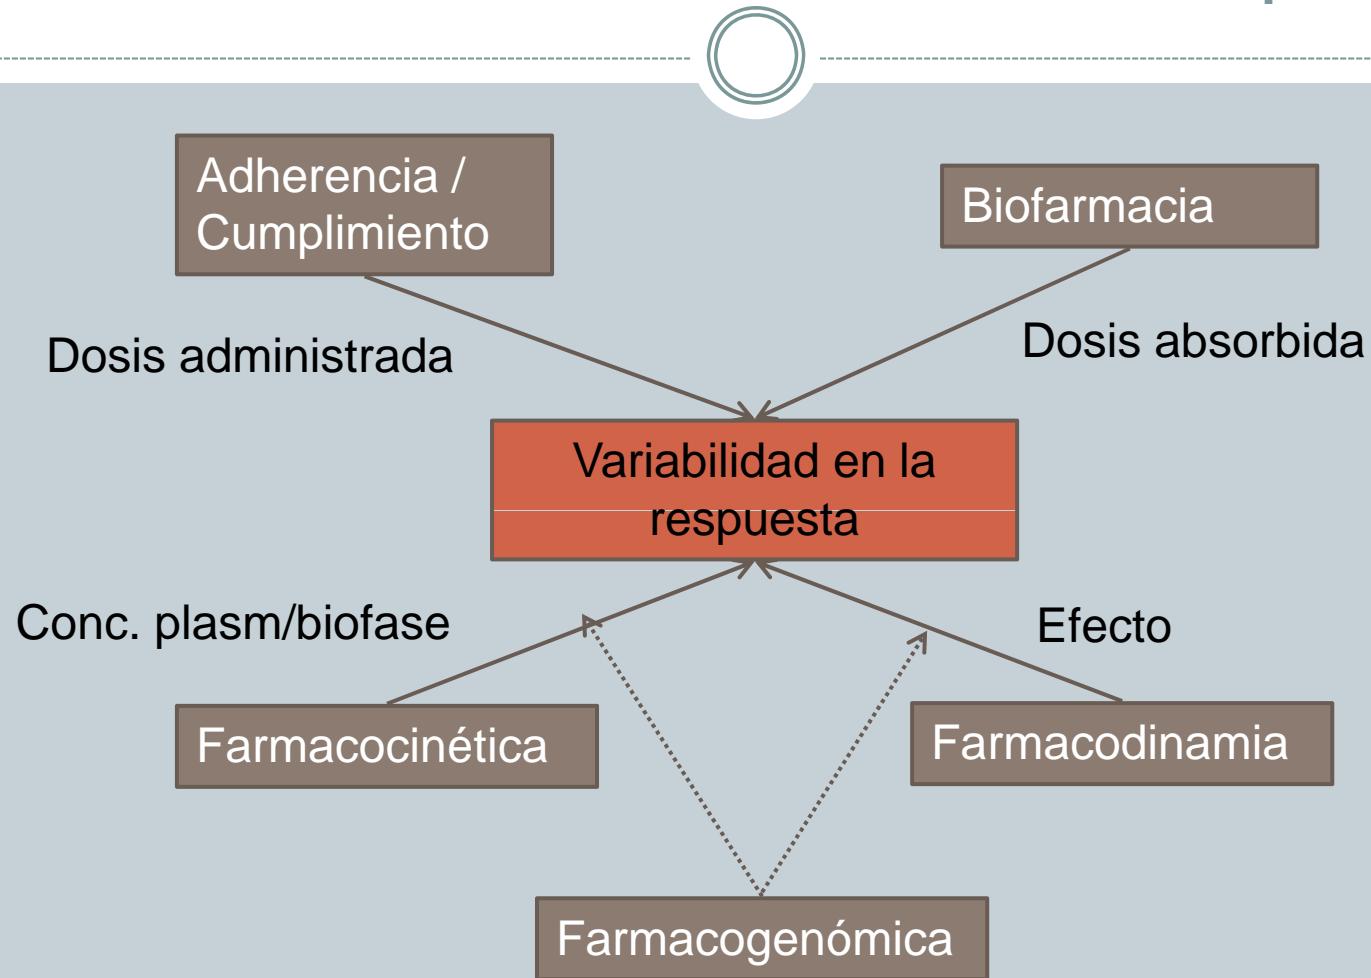 Adherencia /
Cumplimiento
Biofarmacia
Dosis administrada
Dosis absorbida
Variabilidad en la
respuesta
Conc. plasm/biofase
Efecto
Farmacocinética
Farmacodinamia
Farmacogenómica